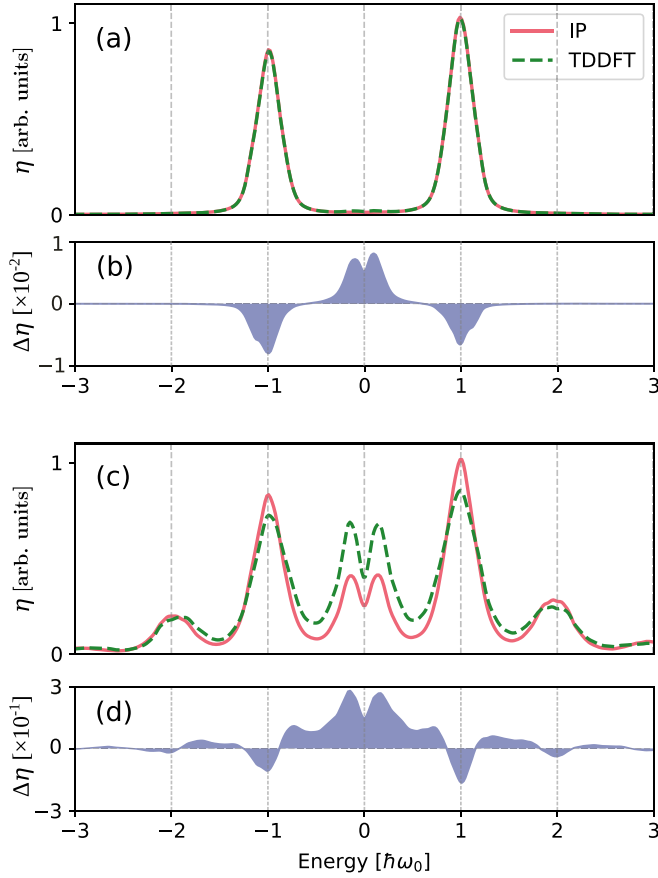 (a)
IP
TDDFT
η [arb. units]
1
0
(b)
Δη [×10⁻²]
1
0
−1
−3 −2 −1 0 1 2 3
(c)
η [arb. units]
1
0
(d)
Δη [×10⁻¹]
3
0
−3
−3 −2 −1 0 1 2 3
Energy [ℏω₀]